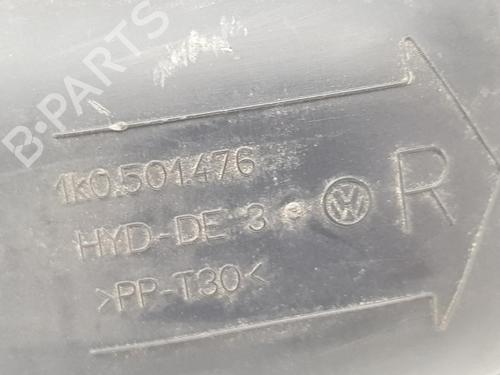 B-PARTS
1k0.501.476
HYD-DE 3
R
>PP-T30<